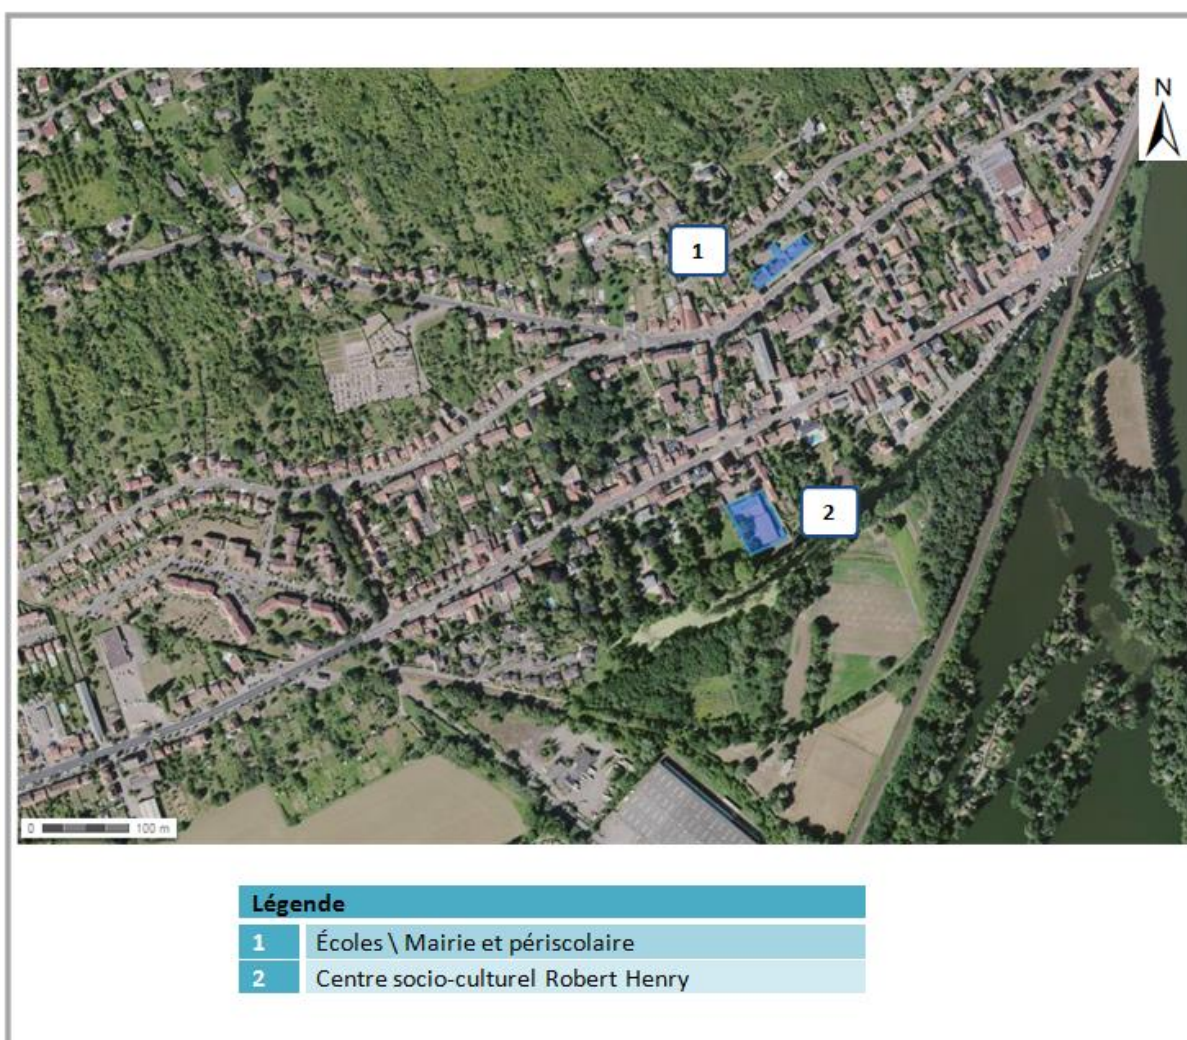 N
1
2
0 100 m
Légende
1 Écoles \ Mairie et périscolaire
2 Centre socio-culturel Robert Henry